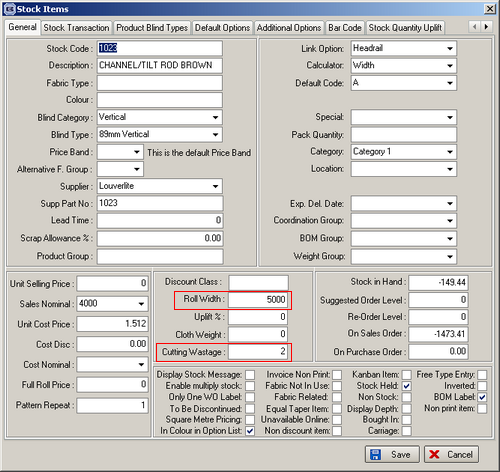 Stock Items
General Stock Transaction Product Blind Types Default Options Additional Options Bar Code Stock Quantity Uplift
Stock Code : 1023
Description : CHANNEL/TILT ROD BROWN
Fabric Type :
Colour :
Blind Category : Vertical
Blind Type : 89mm Vertical
Price Band : This is the default Price Band
Alternative F. Group :
Supplier : Louverlite
Supp Part No : 1023
Lead Time : 0
Scrap Allowance % : 0.00
Product Group :
Link Option: Headrail
Calculator: Width
Default Code: A
Special:
Pack Quantity:
Category: Category 1
Location:
Exp. Del. Date:
Coordination Group:
BOM Group:
Weight Group:
Unit Selling Price : 0
Sales Nominal : 4000
Unit Cost Price : 1.512
Cost Disc : 0.00
Cost Nominal :
Full Roll Price : 0
Pattern Repeat : 1
Discount Class :
Roll Width : 5000
Uplift % : 0
Cloth Weight : 0
Cutting Wastage : 2
Stock in Hand : -149.44
Suggested Order Level : 0
Re-Order Level : 0
On Sales Order : -1473.41
On Purchase Order : 0.00
Display Stock Message: Invoice Non Print: Kanban Item: Free Type Entry:
Enable multiply stock: Fabric Not In Use: Stock Held: Inverted:
Only One WO Label: Fabric Related: Non Stock: BOM Label:
To Be Discontinued: Equal Taper Item: Display Depth: Non print item:
Square Metre Pricing: Unavailable Online: Bought In:
In Colour in Option List: Non discount item: Carriage:
Save Cancel